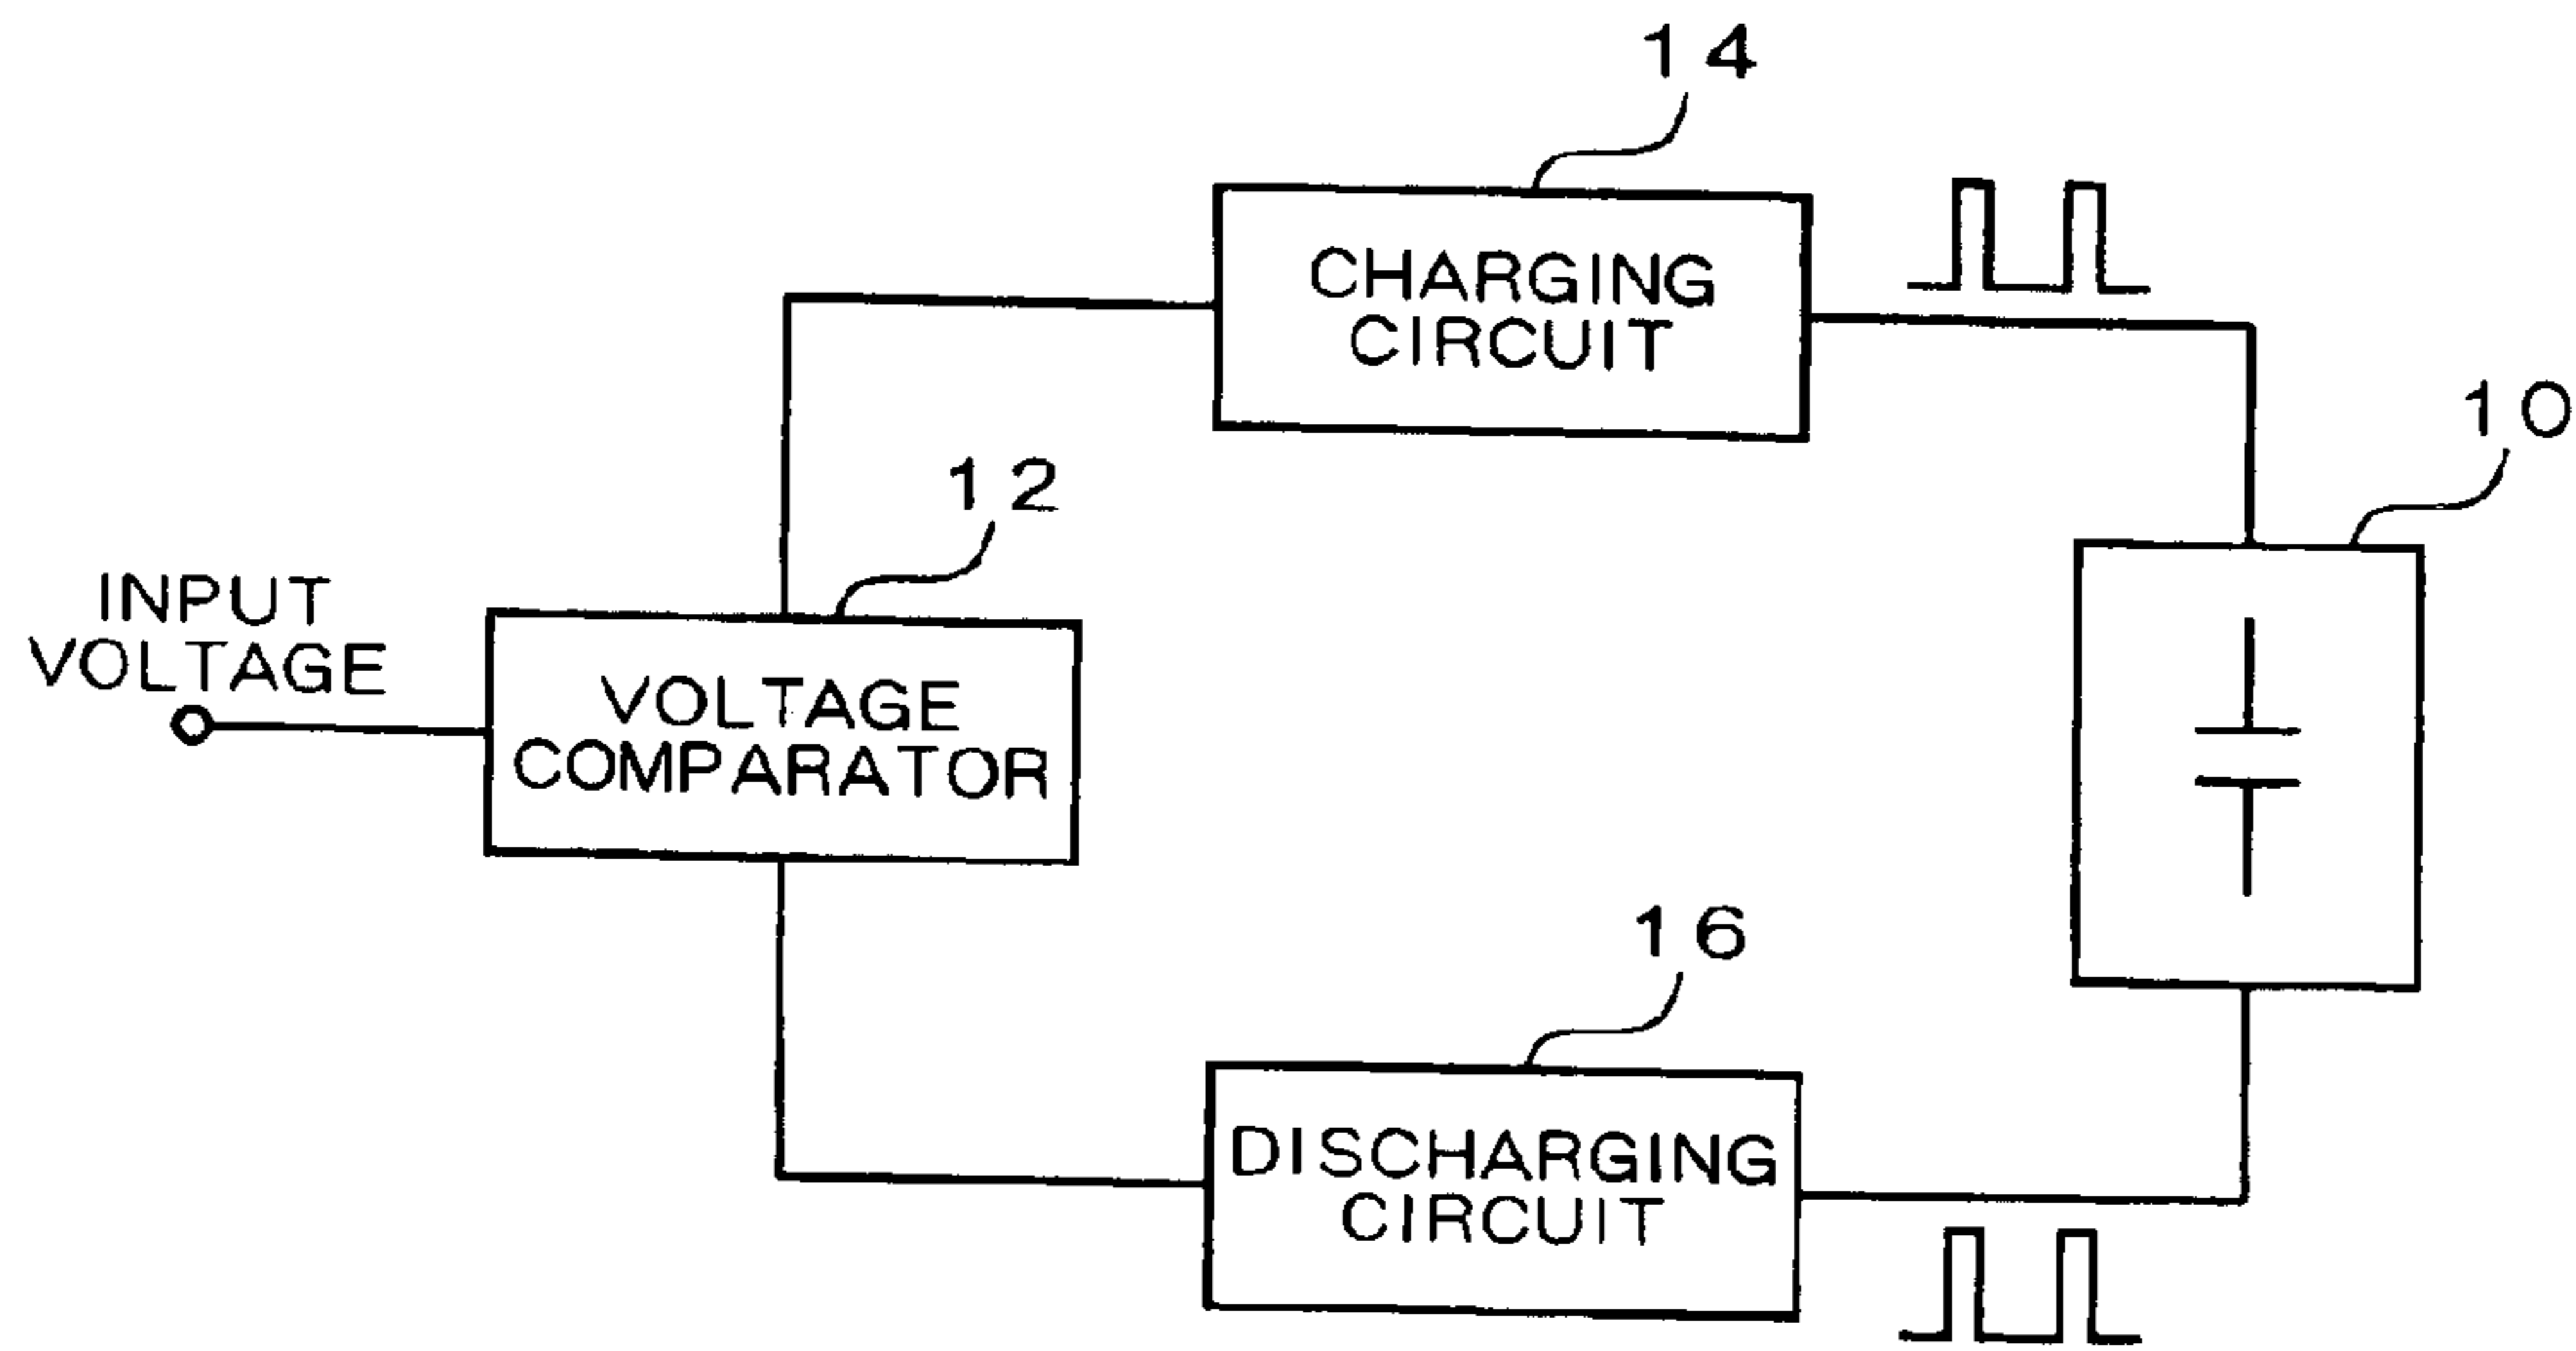 14
CHARGING
CIRCUIT
10
12
INPUT
VOLTAGE
VOLTAGE
COMPARATOR
16
DISCHARGING
CIRCUIT